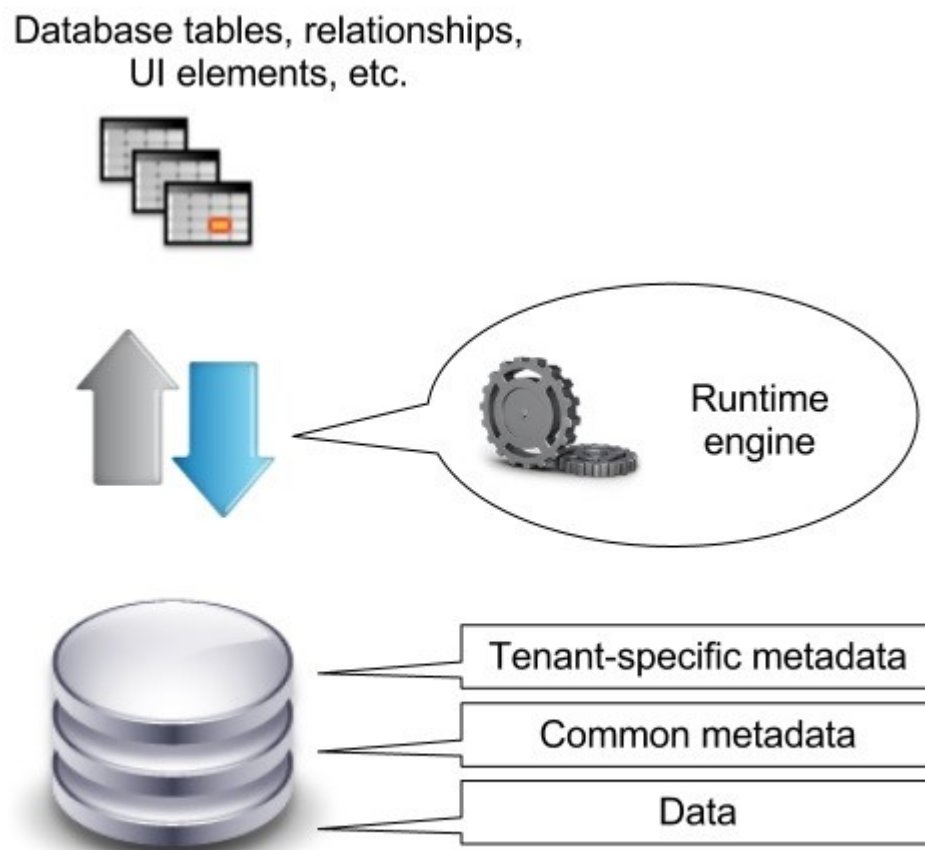 Database tables, relationships,
UI elements, etc.
Runtime
engine
Tenant-specific metadata
Common metadata
Data